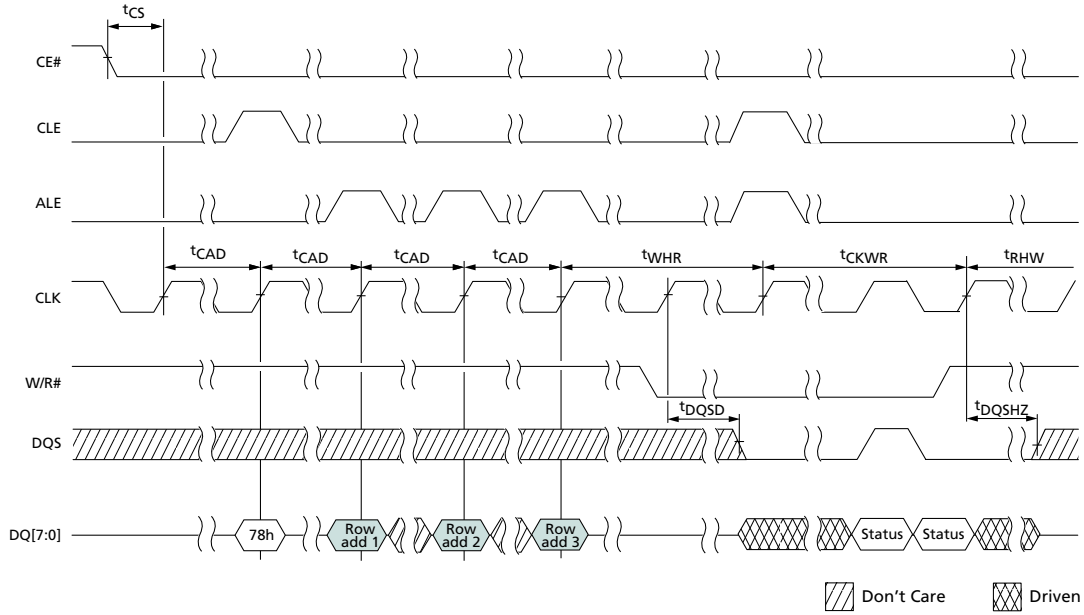 tCS
CE#
CLE
ALE
tCAD tCAD tCAD tCAD tWHR tCKWR tRHW
CLK
W/R#
tDQSD tDQSHZ
DQS
DQ[7:0] 78h Row add 1 Row add 2 Row add 3 Status Status
Don't Care Driven